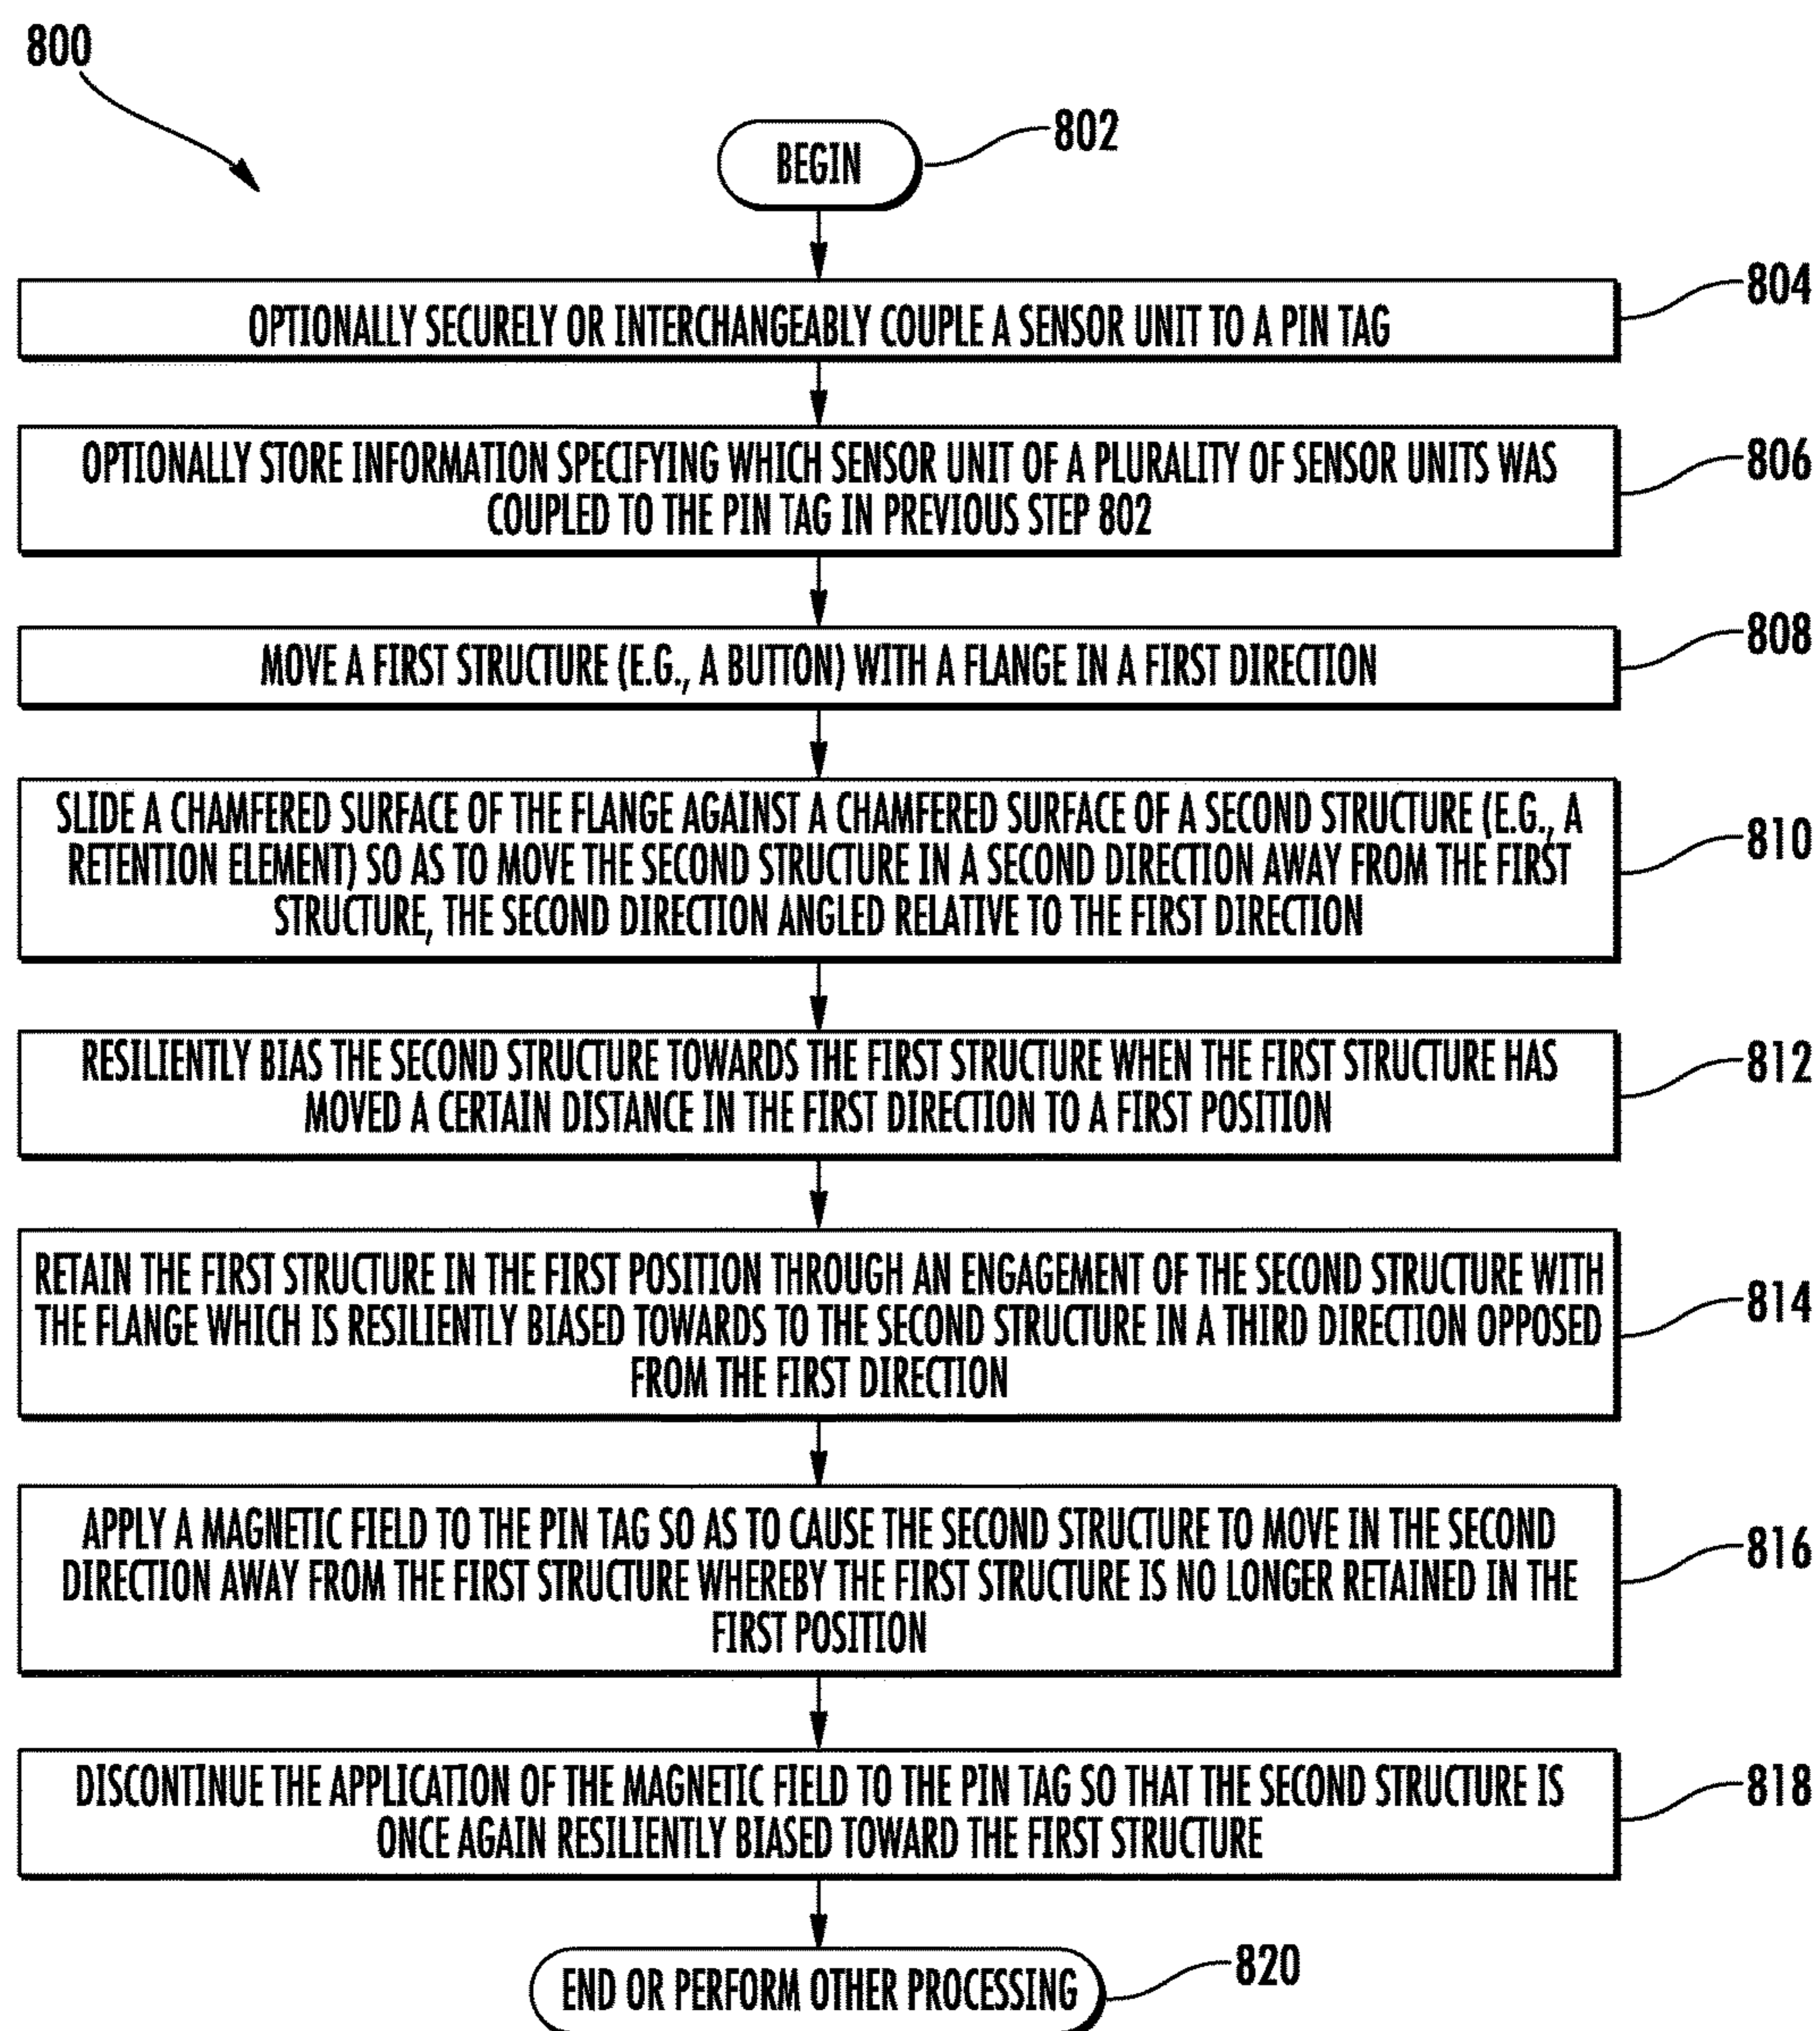 800
BEGIN
802
OPTIONALLY SECURELY OR INTERCHANGEABLY COUPLE A SENSOR UNIT TO A PIN TAG
804
OPTIONALLY STORE INFORMATION SPECIFYING WHICH SENSOR UNIT OF A PLURALITY OF SENSOR UNITS WAS
COUPLED TO THE PIN TAG IN PREVIOUS STEP 802
806
MOVE A FIRST STRUCTURE (E.G., A BUTTON) WITH A FLANGE IN A FIRST DIRECTION
808
SLIDE A CHAMFERED SURFACE OF THE FLANGE AGAINST A CHAMFERED SURFACE OF A SECOND STRUCTURE (E.G., A
RETENTION ELEMENT) SO AS TO MOVE THE SECOND STRUCTURE IN A SECOND DIRECTION AWAY FROM THE FIRST
STRUCTURE, THE SECOND DIRECTION ANGLED RELATIVE TO THE FIRST DIRECTION
810
RESILIENTLY BIAS THE SECOND STRUCTURE TOWARDS THE FIRST STRUCTURE WHEN THE FIRST STRUCTURE HAS
MOVED A CERTAIN DISTANCE IN THE FIRST DIRECTION TO A FIRST POSITION
812
RETAIN THE FIRST STRUCTURE IN THE FIRST POSITION THROUGH AN ENGAGEMENT OF THE SECOND STRUCTURE WITH
THE FLANGE WHICH IS RESILIENTLY BIASED TOWARDS TO THE SECOND STRUCTURE IN A THIRD DIRECTION OPPOSED
FROM THE FIRST DIRECTION
814
APPLY A MAGNETIC FIELD TO THE PIN TAG SO AS TO CAUSE THE SECOND STRUCTURE TO MOVE IN THE SECOND
DIRECTION AWAY FROM THE FIRST STRUCTURE WHEREBY THE FIRST STRUCTURE IS NO LONGER RETAINED IN THE
FIRST POSITION
816
DISCONTINUE THE APPLICATION OF THE MAGNETIC FIELD TO THE PIN TAG SO THAT THE SECOND STRUCTURE IS
ONCE AGAIN RESILIENTLY BIASED TOWARD THE FIRST STRUCTURE
818
END OR PERFORM OTHER PROCESSING
820